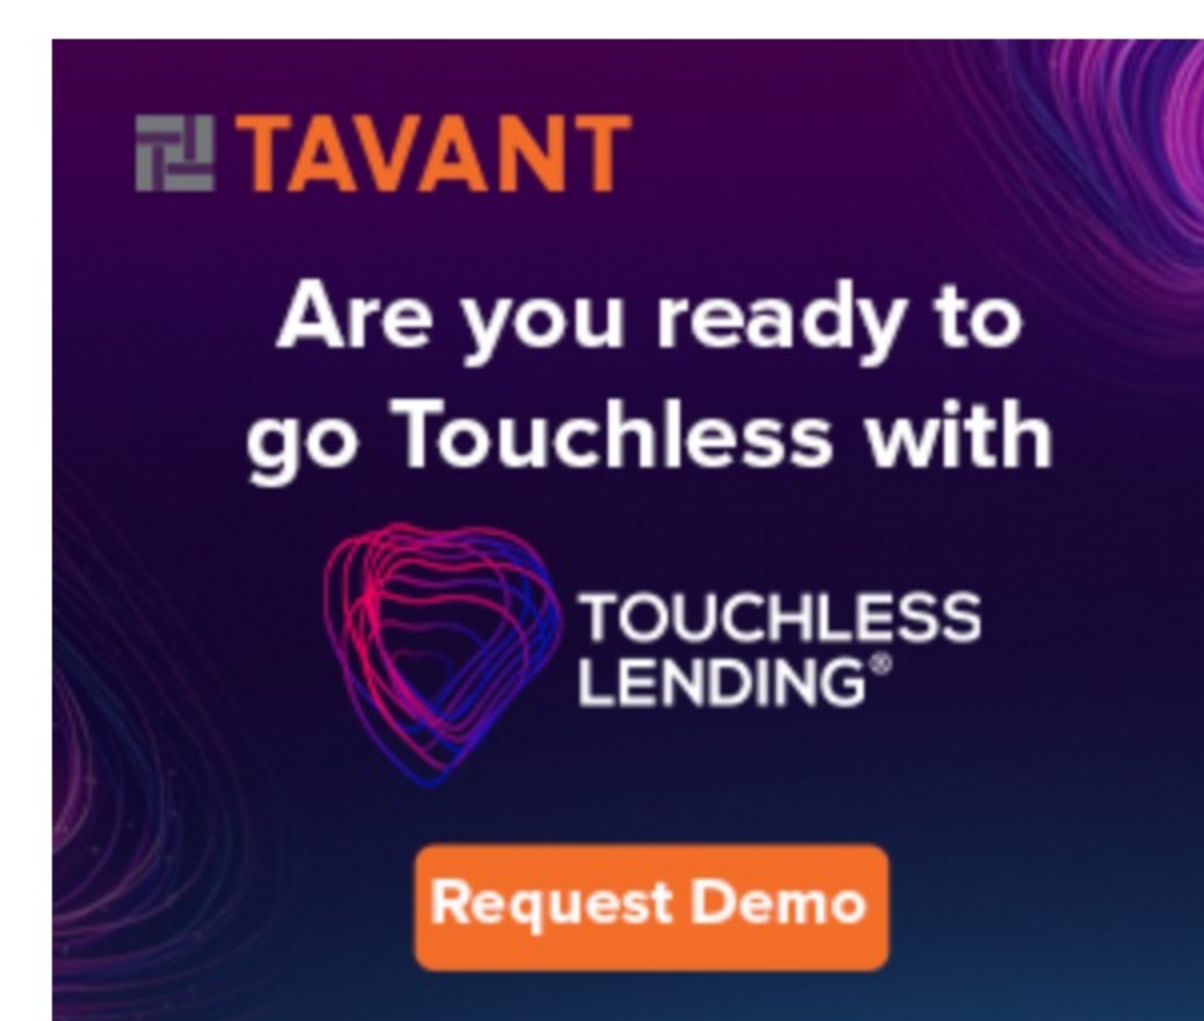 TAVANT
Are you ready to
go Touchless with
TOUCHLESS
LENDING®
Request Demo